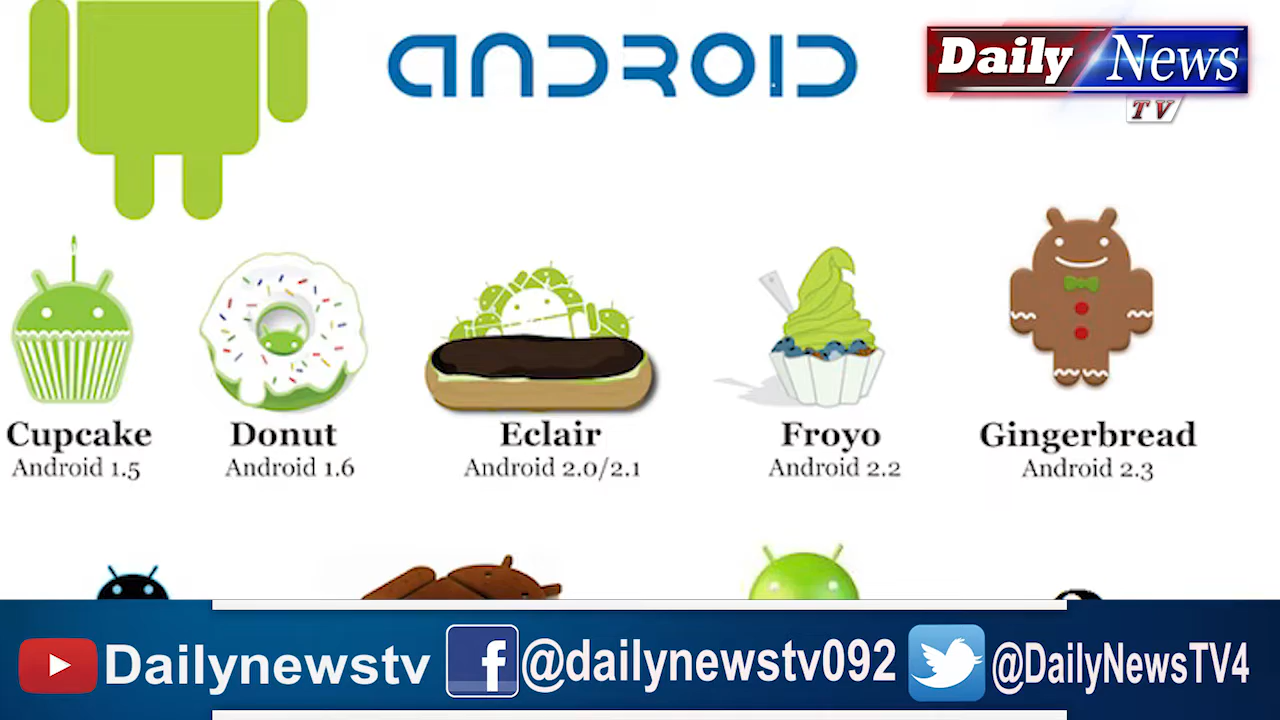 ANDROID
Daily News
TV
Cupcake
Android 1.5
Donut
Android 1.6
Eclair
Android 2.0/2.1
Froyo
Android 2.2
Gingerbread
Android 2.3
Dailynewstv
@dailynewstv092
@DailyNewsTV4